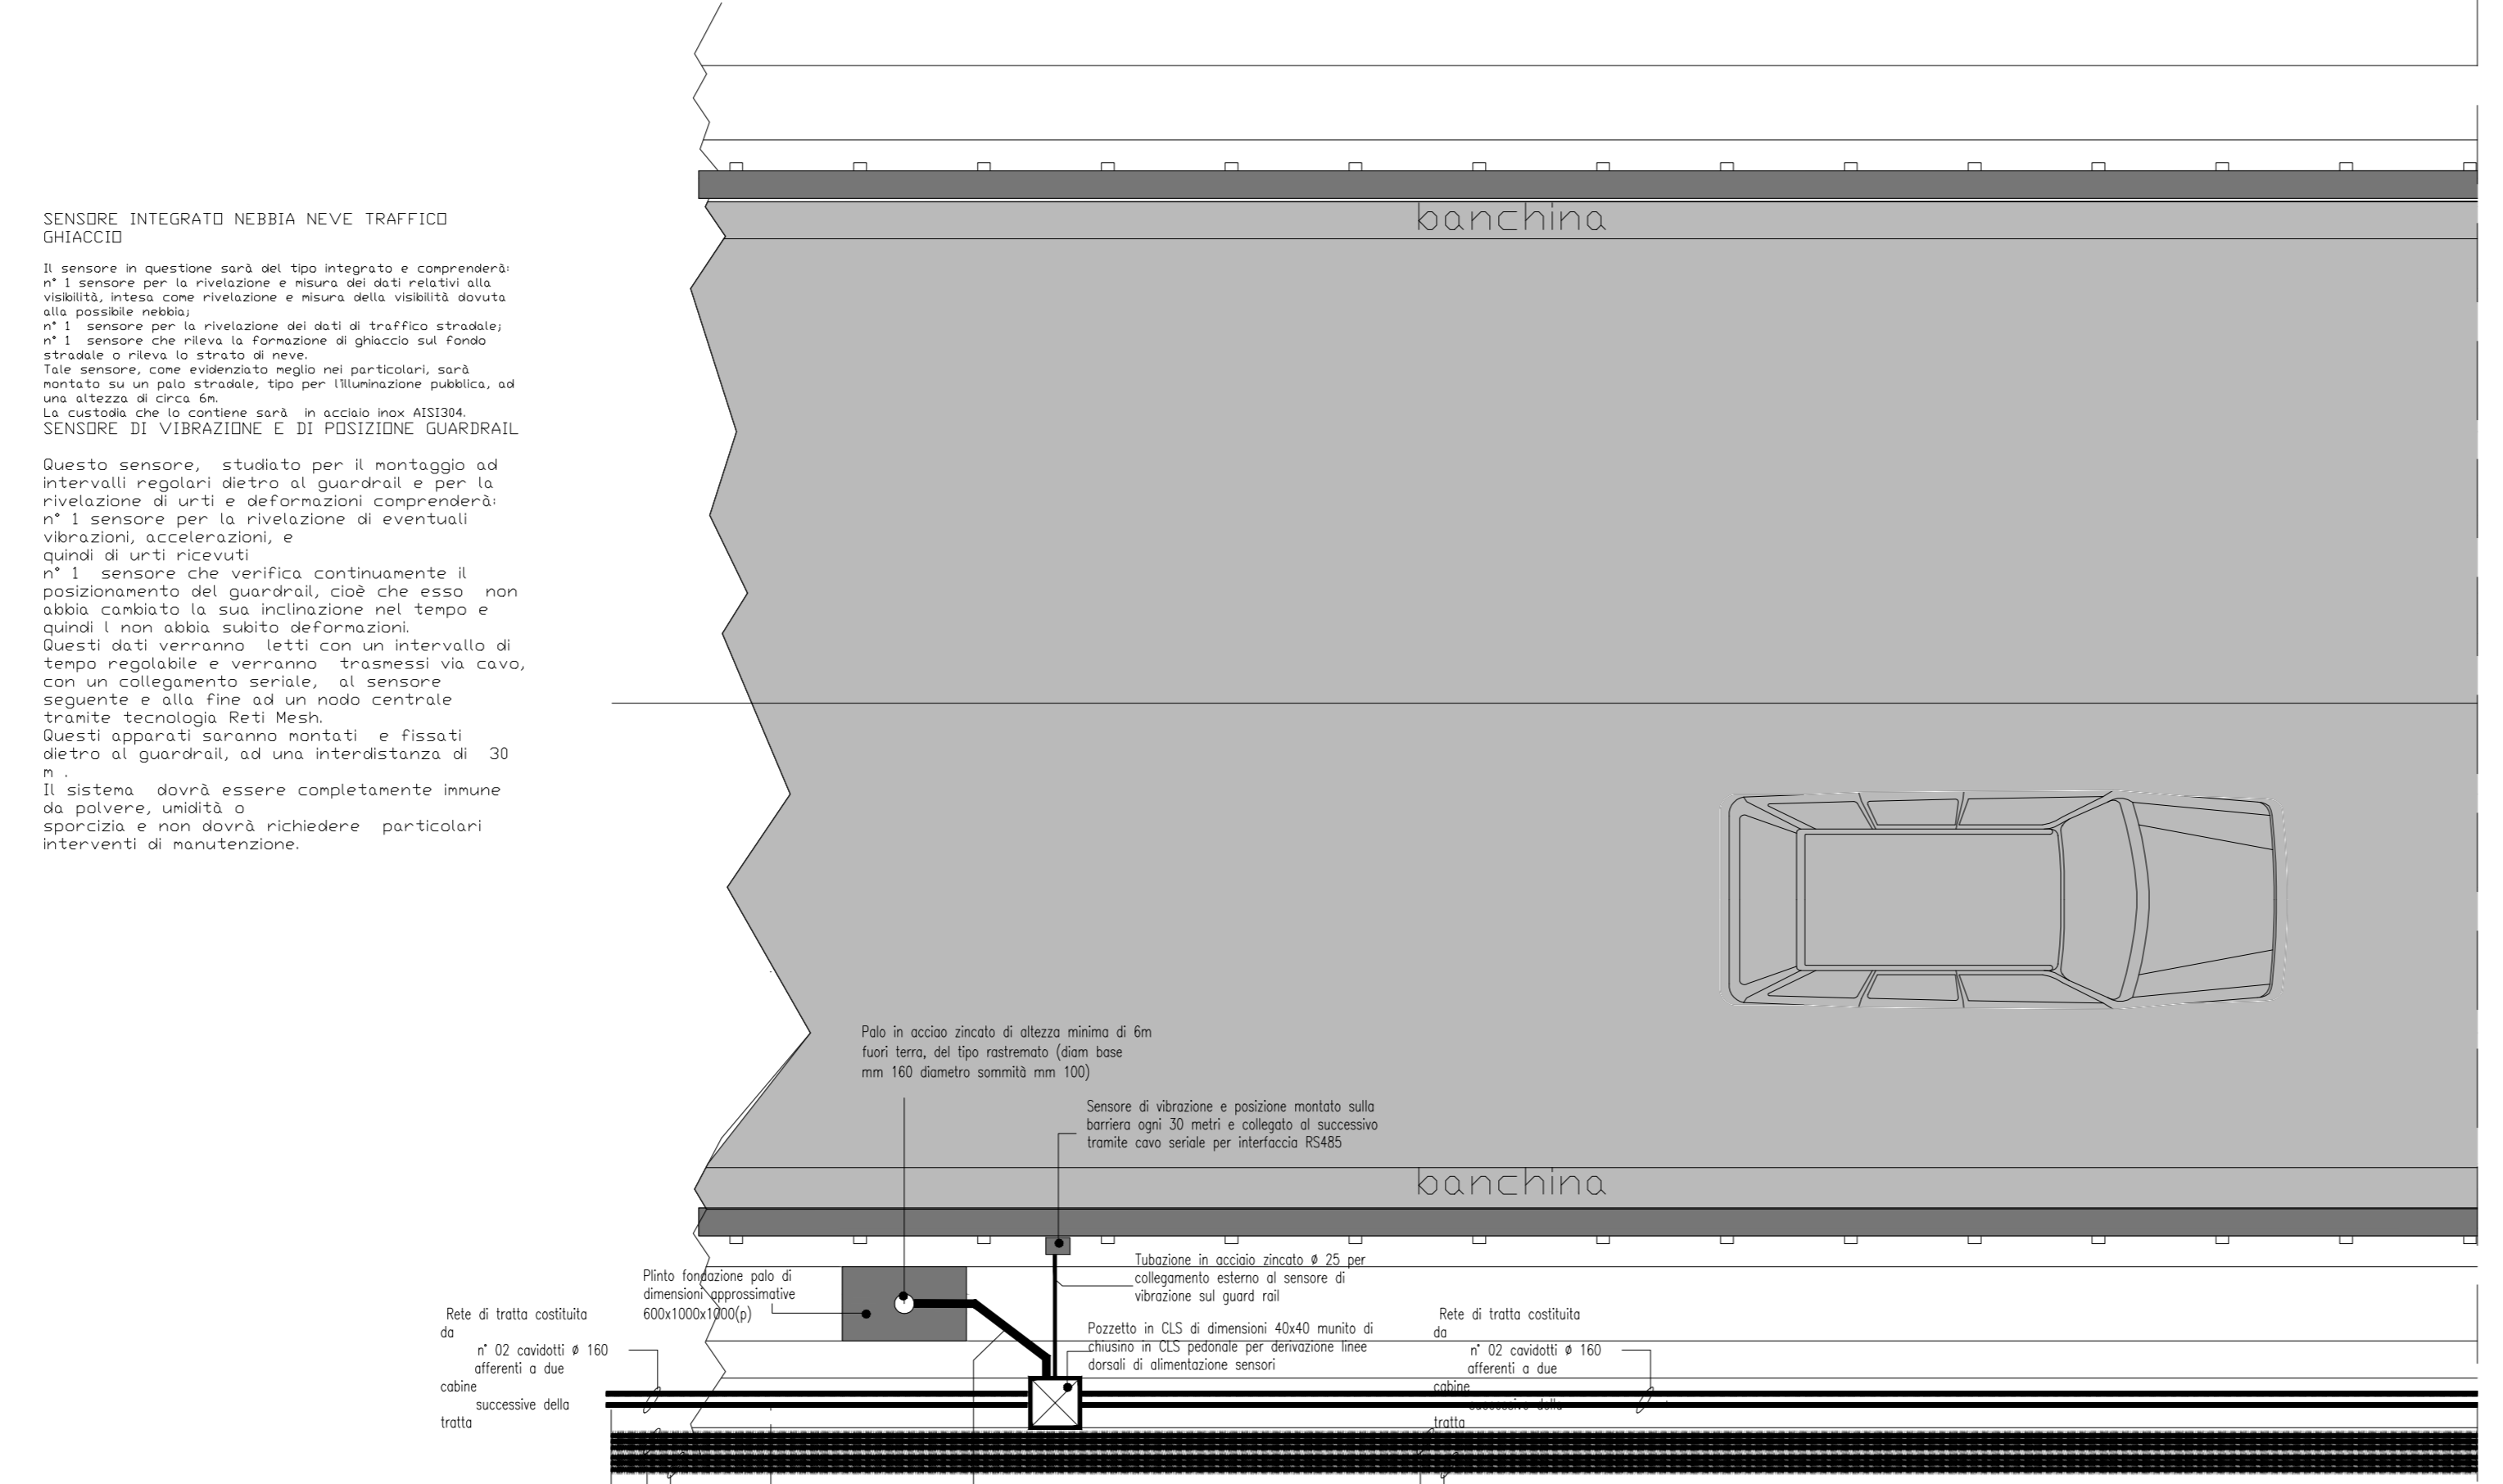 SENSORE INTEGRATO NEBBIA NEVE TRAFFICO
GHIACCIO
Il sensore in questione sarà del tipo integrato e comprenderà:
n° 1 sensore per la rivelazione e misura dei dati relativi alla
visibilità, intesa come rivelazione e misura della visibilità dovuta
alla possibile nebbia;
n° 1 sensore per la rivelazione dei dati di traffico stradale;
n° 1 sensore che rileva la formazione di ghiaccio sul fondo
stradale o rileva lo strato di neve.
Tale sensore, come evidenziato meglio nei particolari, sarà
montato su un palo stradale, tipo per l'illuminazione pubblica, ad
una altezza di circa 6m.
La custodia che lo contiene sarà in acciaio inox AISI304.
SENSORE DI VIBRAZIONE E DI POSIZIONE GUARDRAIL
Questo sensore, studiato per il montaggio ad
intervalli regolari dietro al guardrail e per la
rivelazione di urti e deformazioni comprenderà:
n° 1 sensore per la rivelazione di eventuali
vibrazioni, accelerazioni, e
quindi di urti ricevuti
n° 1 sensore che verifica continuamente il
posizionamento del guardrail, cioè che esso non
abbia cambiato la sua inclinazione nel tempo e
quindi l non abbia subito deformazioni.
Questi dati verranno letti con un intervallo di
tempo regolabile e verranno trasmessi via cavo,
con un collegamento seriale, al sensore
seguente e alla fine ad un nodo centrale
tramite tecnologia Reti Mesh.
Questi apparati saranno montati e fissati
dietro al guardrail, ad una interdistanza di 30
m .
Il sistema dovrà essere completamente immune
da polvere, umidità o
sporcizia e non dovrà richiedere particolari
interventi di manutenzione.
banchina
Palo in acciao zincato di altezza minima di 6m
fuori terra, del tipo rastremato (diam base
mm 160 diametro sommità mm 100)
Sensore di vibrazione e posizione montato sulla
barriera ogni 30 metri e collegato al successivo
tramite cavo seriale per interfaccia RS485
banchina
Tubazione in acciaio zincato ø 25 per
collegamento esterno al sensore di
vibrazione sul guard rail
Plinto fondazione palo di
dimensioni approssimative
600x1000x1000(p)
Pozzetto in CLS di dimensioni 40x40 munito di
chiusino in CLS pedonale per derivazione linee
dorsali di alimentazione sensori
Rete di tratta costituita
da
n° 02 cavidotti ø 160
afferenti a due
cabine
successive della
tratta
Rete di tratta costituita
da
n° 02 cavidotti ø 160
afferenti a due
cabine
successive della
tratta